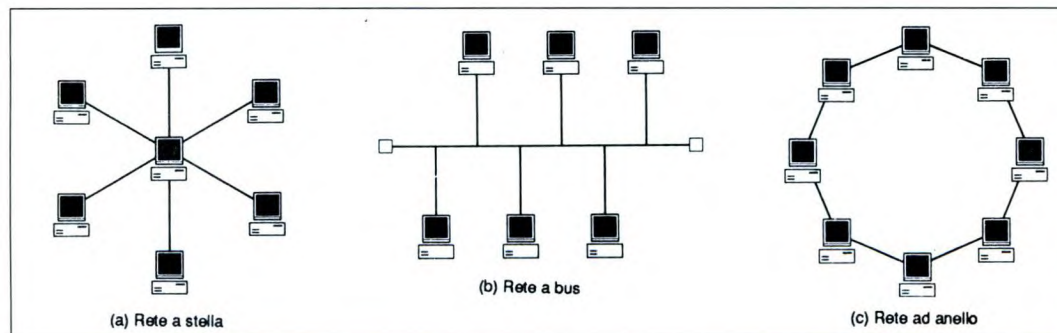 (a) Rete a stella
(b) Rete a bus
(c) Rete ad anello